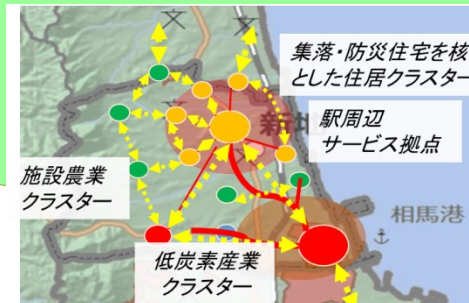 集落・防災住宅を核
とした住居クラスター
新地
駅周辺
サービス拠点
施設農業
クラスター
相馬港
低炭素産業
クラスター